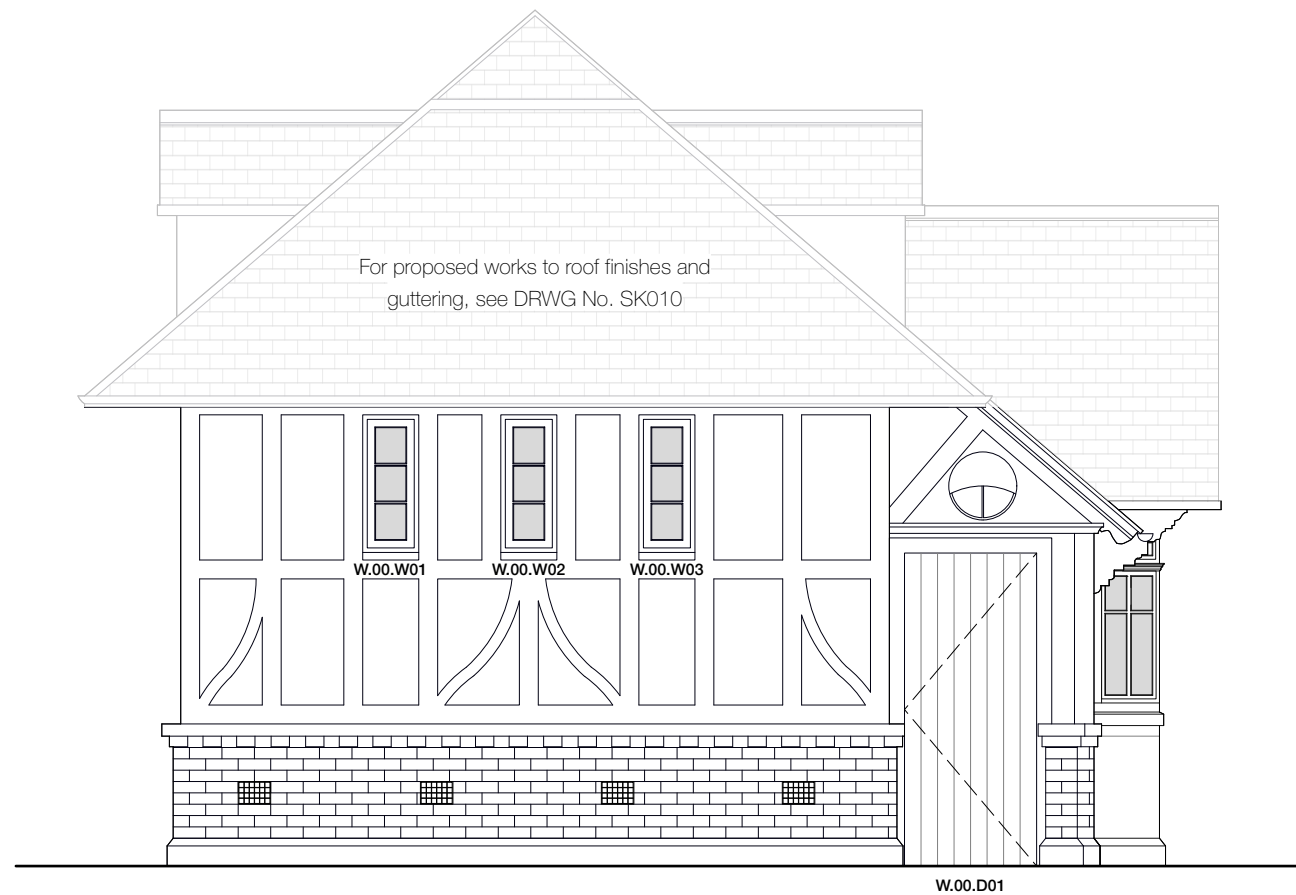 For proposed works to roof finishes and
guttering, see DRWG No. SK010
W.00.W01 W.00.W02 W.00.W03
W.00.D01